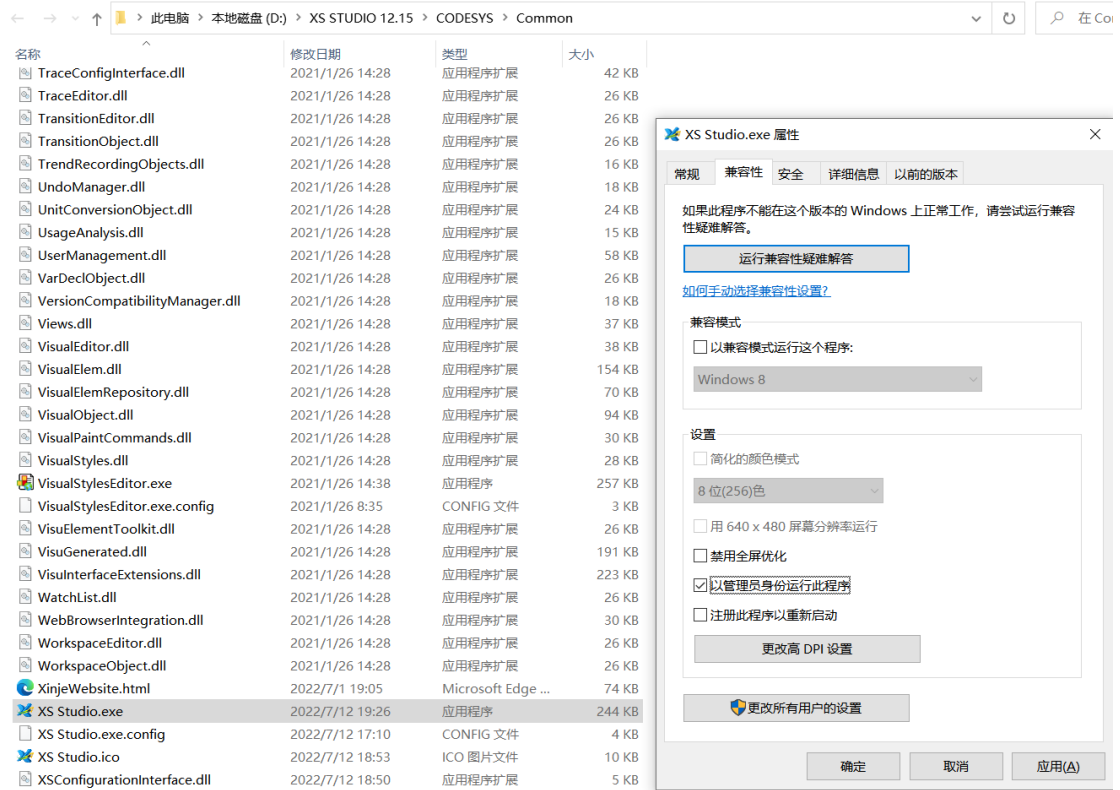 此电脑 › 本地磁盘 (D:) › XS STUDIO 12.15 › CODESYS › Common
在 Co
名称 修改日期 类型 大小
TraceConfigInterface.dll 2021/1/26 14:28 应用程序扩展 42 KB
TraceEditor.dll 2021/1/26 14:28 应用程序扩展 26 KB
TransitionEditor.dll 2021/1/26 14:28 应用程序扩展 26 KB
TransitionObject.dll 2021/1/26 14:28 应用程序扩展 26 KB
TrendRecordingObjects.dll 2021/1/26 14:28 应用程序扩展 16 KB
UndoManager.dll 2021/1/26 14:28 应用程序扩展 18 KB
UnitConversionObject.dll 2021/1/26 14:28 应用程序扩展 24 KB
UsageAnalysis.dll 2021/1/26 14:28 应用程序扩展 15 KB
UserManagement.dll 2021/1/26 14:28 应用程序扩展 58 KB
VarDeclObject.dll 2021/1/26 14:28 应用程序扩展 26 KB
VersionCompatibilityManager.dll 2021/1/26 14:28 应用程序扩展 18 KB
Views.dll 2021/1/26 14:28 应用程序扩展 37 KB
VisualEditor.dll 2021/1/26 14:28 应用程序扩展 38 KB
VisualElem.dll 2021/1/26 14:28 应用程序扩展 154 KB
VisualElemRepository.dll 2021/1/26 14:28 应用程序扩展 70 KB
VisualObject.dll 2021/1/26 14:28 应用程序扩展 94 KB
VisualPaintCommands.dll 2021/1/26 14:28 应用程序扩展 30 KB
VisualStyles.dll 2021/1/26 14:28 应用程序扩展 28 KB
VisualStylesEditor.exe 2021/1/26 14:38 应用程序 257 KB
VisualStylesEditor.exe.config 2021/1/26 8:35 CONFIG 文件 3 KB
VisuElementToolkit.dll 2021/1/26 14:28 应用程序扩展 26 KB
VisuGenerated.dll 2021/1/26 14:28 应用程序扩展 191 KB
VisuInterfaceExtensions.dll 2021/1/26 14:28 应用程序扩展 223 KB
WatchList.dll 2021/1/26 14:28 应用程序扩展 26 KB
WebBrowserIntegration.dll 2021/1/26 14:28 应用程序扩展 30 KB
WorkspaceEditor.dll 2021/1/26 14:28 应用程序扩展 26 KB
WorkspaceObject.dll 2021/1/26 14:28 应用程序扩展 26 KB
XinjeWebsite.html 2022/7/1 19:05 Microsoft Edge ... 74 KB
XS Studio.exe 2022/7/12 19:26 应用程序 244 KB
XS Studio.exe.config 2022/7/12 17:10 CONFIG 文件 4 KB
XS Studio.ico 2022/7/12 18:53 ICO 图片文件 10 KB
XSConfigurationInterface.dll 2022/7/12 18:50 应用程序扩展 5 KB
XS Studio.exe 属性
常规 兼容性 安全 详细信息 以前的版本
如果此程序不能在这个版本的 Windows 上正常工作，请尝试运行兼容
性疑难解答。
运行兼容性疑难解答
如何手动选择兼容性设置?
兼容模式
以兼容模式运行这个程序:
Windows 8
设置
简化的颜色模式
8 位(256)色
用 640 x 480 屏幕分辨率运行
禁用全屏优化
以管理员身份运行此程序
注册此程序以重新启动
更改高 DPI 设置
更改所有用户的设置
确定 取消 应用(A)